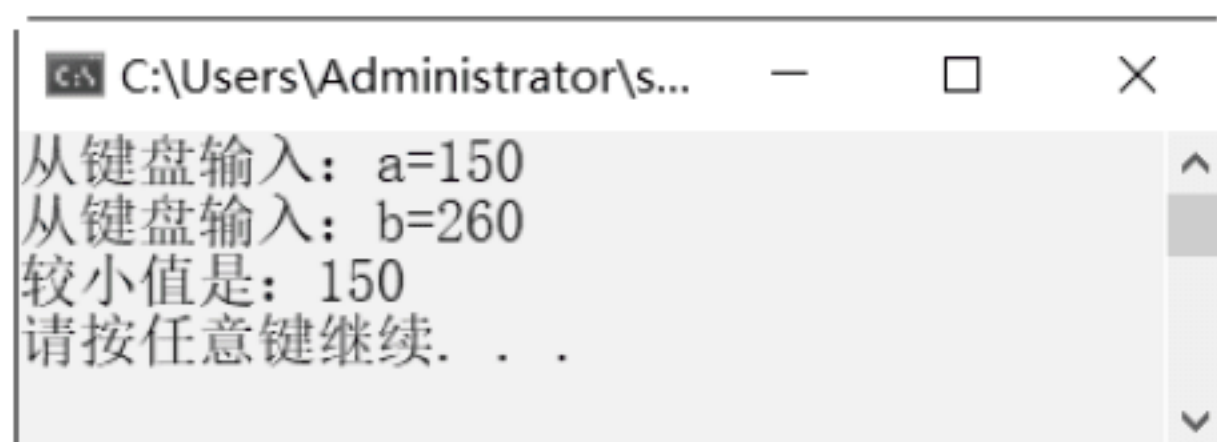 C:\Users\Administrator\s...
从键盘输入：a=150
从键盘输入：b=260
较小值是：150
请按任意键继续. . .